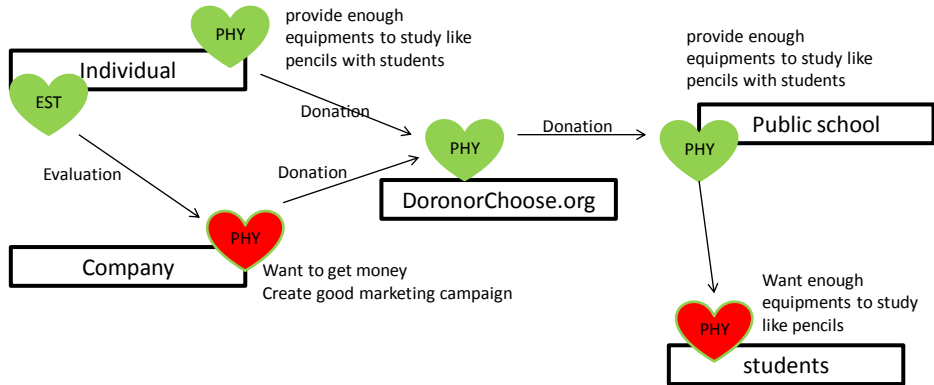 PHY
provide enough
equipments to study like
pencils with students
Individual
EST
Donation
Evaluation
Donation
PHY
DoronorChoose.org
Donation
provide enough
equipments to study like
pencils with students
Public school
PHY
PHY
Company
Want to get money
Create good marketing campaign
Want enough
equipments to study
like pencils
PHY
students